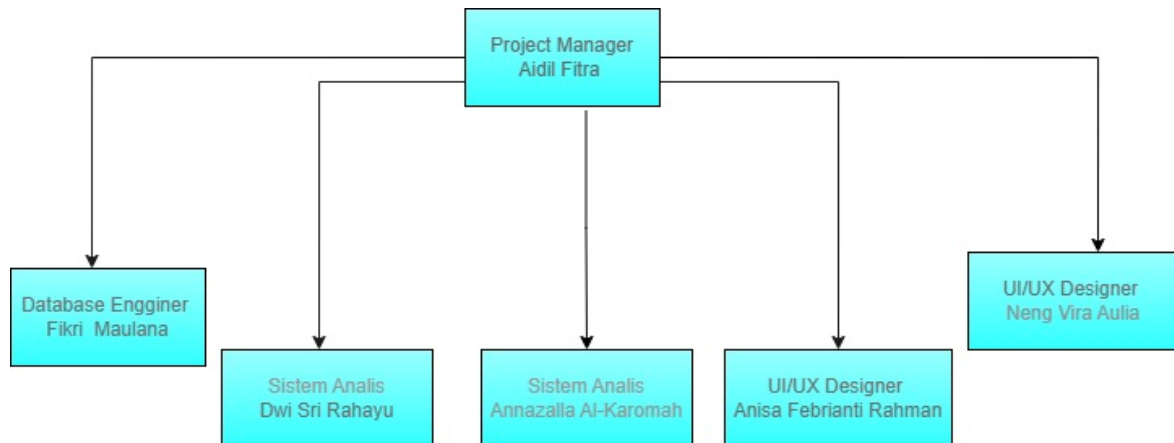 Project Manager
Aidil Fitra
Database Engginer
Fikri Maulana
Sistem Analis
Dwi Sri Rahayu
Sistem Analis
Annazalla Al-Karomah
UI/UX Designer
Anisa Febrianti Rahman
UI/UX Designer
Neng Vira Aulia